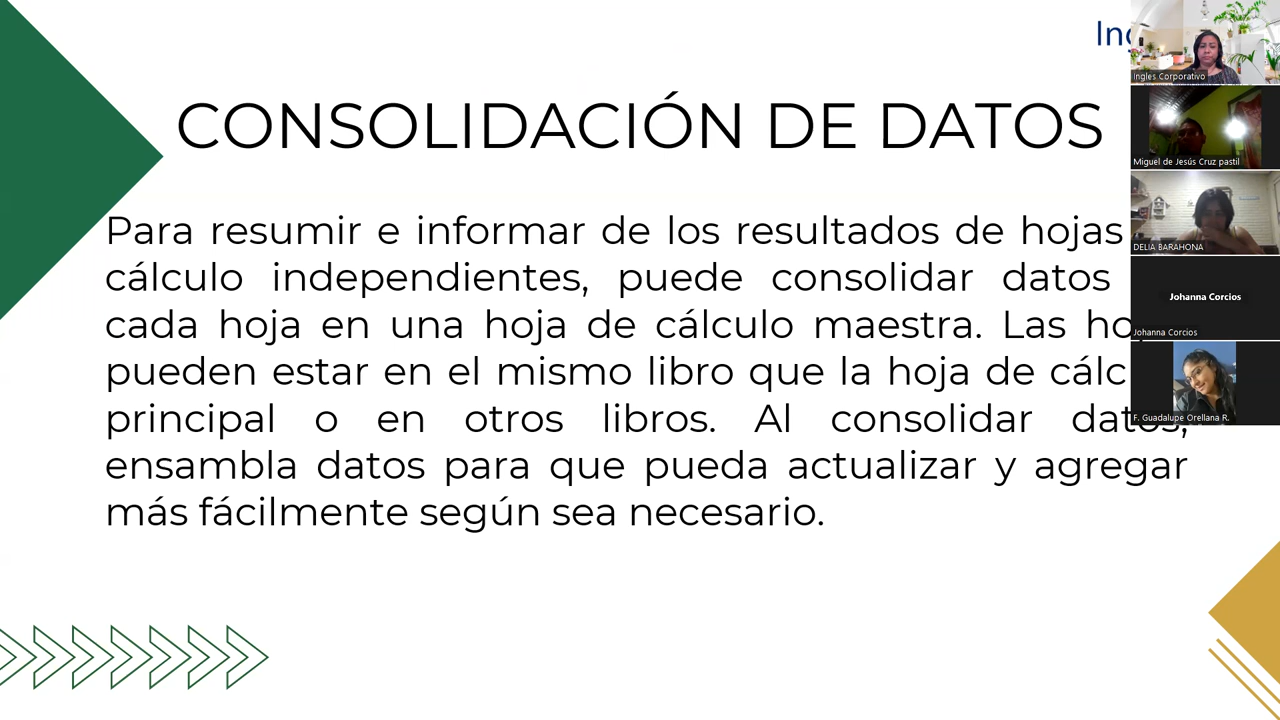 CONSOLIDACIÓN DE DATOS
Para resumir e informar de los resultados de hojas
cálculo independientes, puede consolidar datos
cada hoja en una hoja de cálculo maestra. Las
pueden estar en el mismo libro que la hoja de
principal o en otros libros. Al consolidar datos,
ensambla datos para que pueda actualizar y agregar
más fácilmente según sea necesario.
Ingles Corporativo
Miguel de Jesús Cruz pastil
DELIA BARAHONA
Johanna Corcios
Johanna Corcios
F. Guadalupe Orellana R.